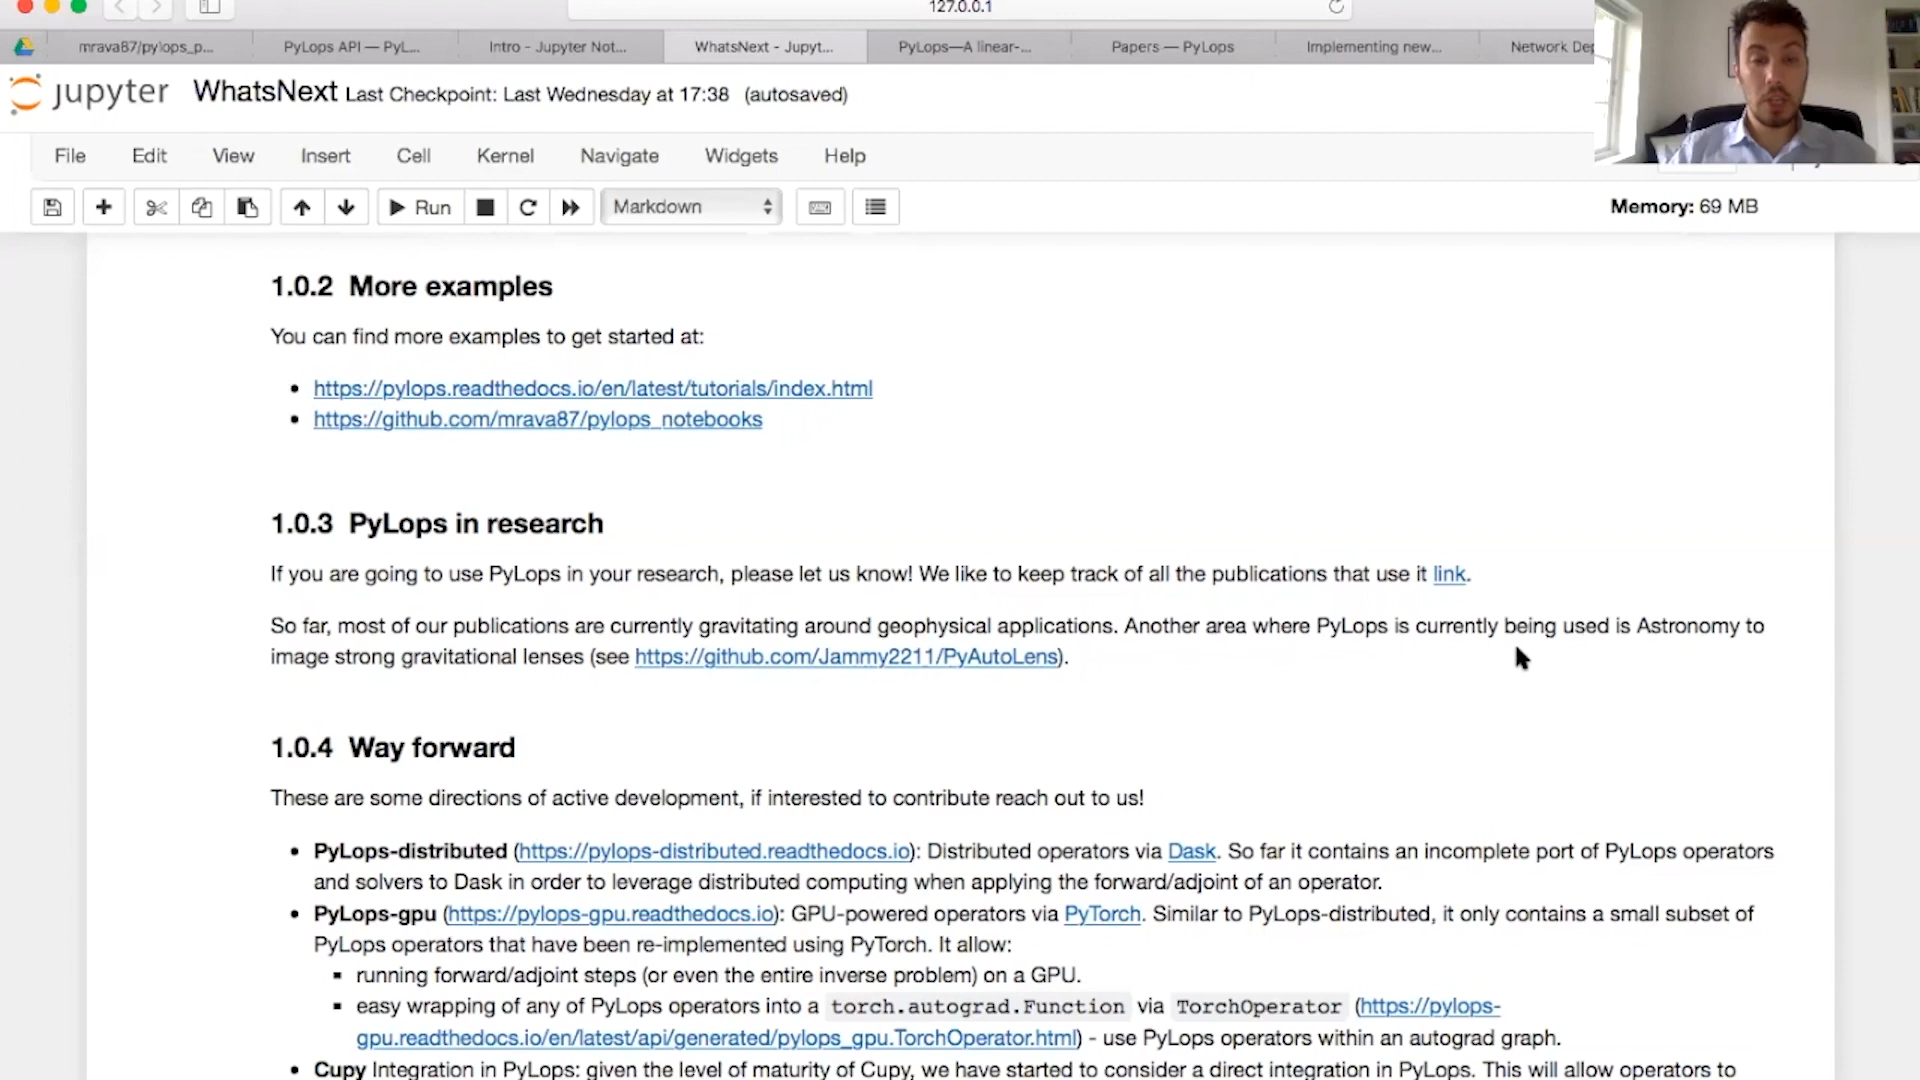 127.0.0.1
mrava87/pylops_p...
PyLops API — PyL...
Intro - Jupyter Not...
WhatsNext - Jupyt...
PyLops—A linear-...
Papers — PyLops
Implementing new...
Network De
jupyter WhatsNext Last Checkpoint: Last Wednesday at 17:38 (autosaved)
File Edit View Insert Cell Kernel Navigate Widgets Help
Run Markdown Memory: 69 MB
1.0.2 More examples
You can find more examples to get started at:
• https://pylops.readthedocs.io/en/latest/tutorials/index.html
• https://github.com/mrava87/pylops_notebooks
1.0.3 PyLops in research
If you are going to use PyLops in your research, please let us know! We like to keep track of all the publications that use it link.
So far, most of our publications are currently gravitating around geophysical applications. Another area where PyLops is currently being used is Astronomy to
image strong gravitational lenses (see https://github.com/Jammy2211/PyAutoLens).
1.0.4 Way forward
These are some directions of active development, if interested to contribute reach out to us!
• PyLops-distributed (https://pylops-distributed.readthedocs.io): Distributed operators via Dask. So far it contains an incomplete port of PyLops operators
and solvers to Dask in order to leverage distributed computing when applying the forward/adjoint of an operator.
• PyLops-gpu (https://pylops-gpu.readthedocs.io): GPU-powered operators via PyTorch. Similar to PyLops-distributed, it only contains a small subset of
PyLops operators that have been re-implemented using PyTorch. It allow:
▪ running forward/adjoint steps (or even the entire inverse problem) on a GPU.
▪ easy wrapping of any of PyLops operators into a torch.autograd.Function via TorchOperator (https://pylops-
gpu.readthedocs.io/en/latest/api/generated/pylops_gpu.TorchOperator.html) - use PyLops operators within an autograd graph.
• Cupy Integration in PyLops: given the level of maturity of Cupy, we have started to consider a direct integration in PyLops. This will allow operators to